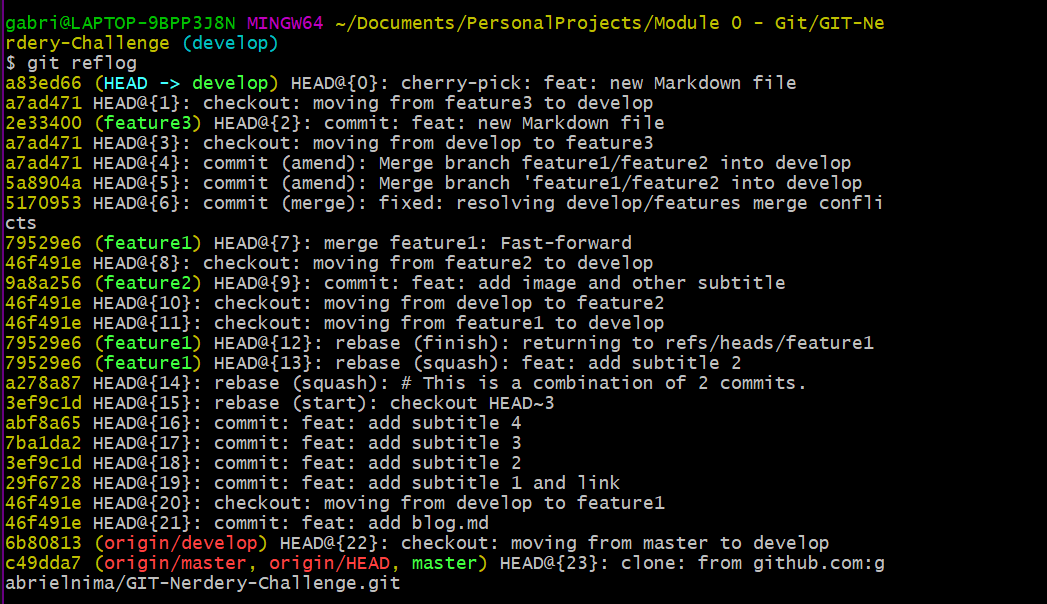 gabri@LAPTOP-9BPP3J8N MINGW64 ~/Documents/PersonalProjects/Module 0 - Git/GIT-Ne
rdery-Challenge (develop)
$ git reflog
a83ed66 (HEAD -> develop) HEAD@{0}: cherry-pick: feat: new Markdown file
a7ad471 HEAD@{1}: checkout: moving from feature3 to develop
2e33400 (feature3) HEAD@{2}: commit: feat: new Markdown file
a7ad471 HEAD@{3}: checkout: moving from develop to feature3
a7ad471 HEAD@{4}: commit (amend): Merge branch feature1/feature2 into develop
5a8904a HEAD@{5}: commit (amend): Merge branch 'feature1/feature2 into develop
5170953 HEAD@{6}: commit (merge): fixed: resolving develop/features merge confli
cts
79529e6 (feature1) HEAD@{7}: merge feature1: Fast-forward
46f491e HEAD@{8}: checkout: moving from feature2 to develop
9a8a256 (feature2) HEAD@{9}: commit: feat: add image and other subtitle
46f491e HEAD@{10}: checkout: moving from develop to feature2
46f491e HEAD@{11}: checkout: moving from feature1 to develop
79529e6 (feature1) HEAD@{12}: rebase (finish): returning to refs/heads/feature1
79529e6 (feature1) HEAD@{13}: rebase (squash): feat: add subtitle 2
a278a87 HEAD@{14}: rebase (squash): # This is a combination of 2 commits.
3ef9c1d HEAD@{15}: rebase (start): checkout HEAD~3
abf8a65 HEAD@{16}: commit: feat: add subtitle 4
7ba1da2 HEAD@{17}: commit: feat: add subtitle 3
3ef9c1d HEAD@{18}: commit: feat: add subtitle 2
29f6728 HEAD@{19}: commit: feat: add subtitle 1 and link
46f491e HEAD@{20}: checkout: moving from develop to feature1
46f491e HEAD@{21}: commit: feat: add blog.md
6b80813 (origin/develop) HEAD@{22}: checkout: moving from master to develop
c49dda7 (origin/master, origin/HEAD, master) HEAD@{23}: clone: from github.com:g
abrielnima/GIT-Nerdery-Challenge.git